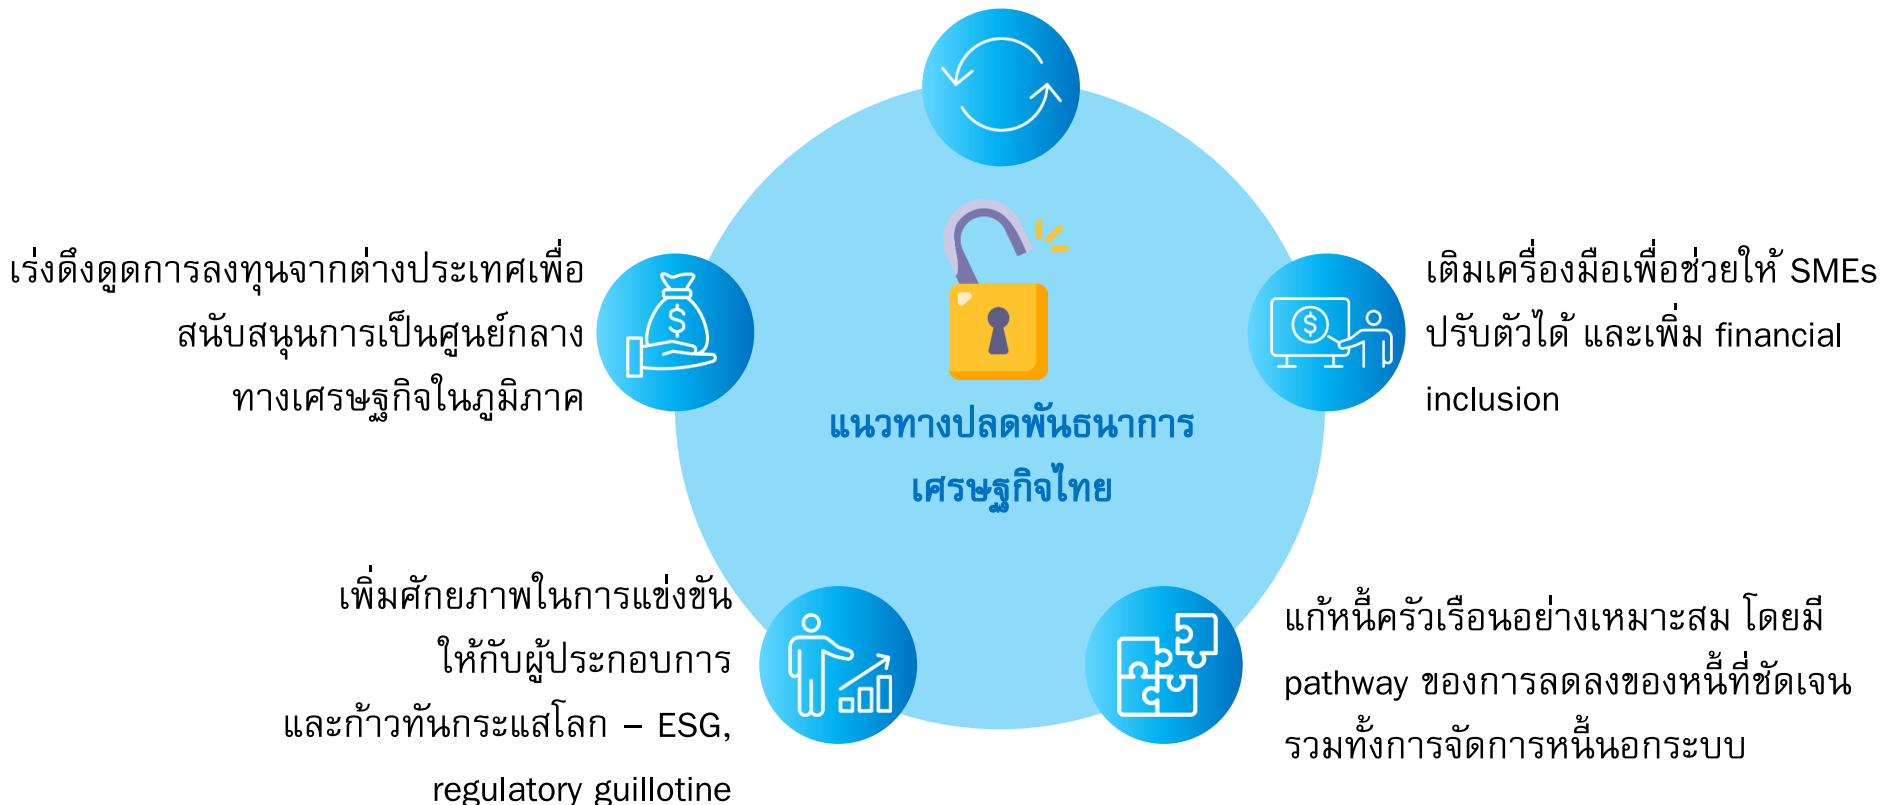 เร่งดึงดูดการลงทุนจากต่างประเทศเพื่อ
สนับสนุนการเป็นศูนย์กลาง
ทางเศรษฐกิจในภูมิภาค
เติมเครื่องมือเพื่อช่วยให้ SMEs
ปรับตัวได้ และเพิ่ม financial
inclusion
แนวทางปลดพันธนาการ
เศรษฐกิจไทย
เพิ่มศักยภาพในการแข่งขัน
ให้กับผู้ประกอบการ
และก้าวทันกระแสโลก – ESG,
regulatory guillotine
แก้หนี้ครัวเรือนอย่างเหมาะสม โดยมี
pathway ของการลดลงของหนี้ที่ชัดเจน
รวมทั้งการจัดการหนี้นอกระบบ